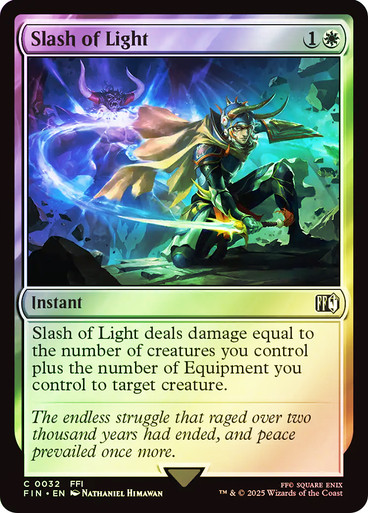 Slash of Light 1
Instant FFI
Slash of Light deals damage equal to
the number of creatures you control
plus the number of Equipment you
control to target creature.
The endless struggle that raged over two
thousand years had ended, and peace
prevailed once more.
C 0032 FFI FF© SQUARE ENIX
FIN • EN Nathaniel Himawan ™ & © 2025 Wizards of the Coast